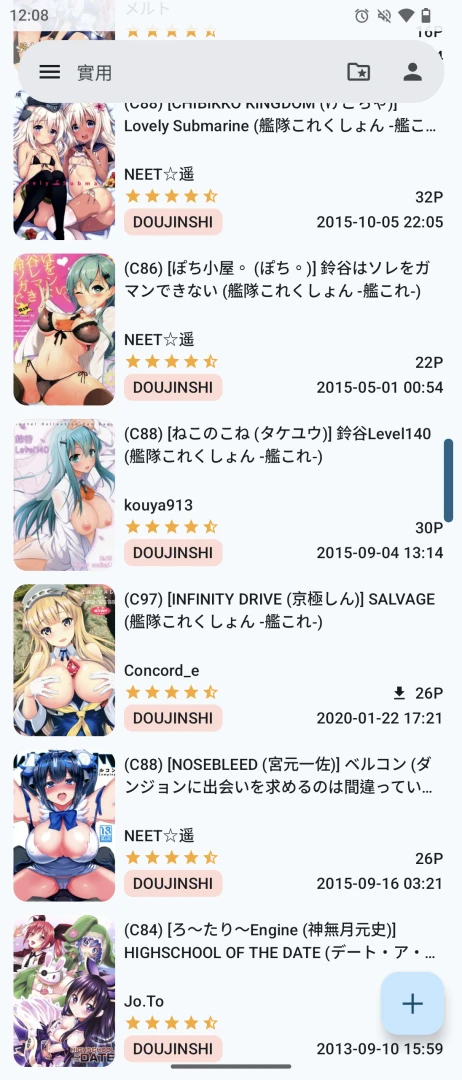 12:08
メルト
16P
實用
(C88) [CHIBIKKO KINGDOM (けごちゃ)]
Lovely Submarine (艦隊これくしょん -艦こ…
NEET☆遥
32P
DOUJINSHI
2015-10-05 22:05
(C86) [ぽち小屋。 (ぽち。)] 鈴谷はソレをガ
マンできない (艦隊これくしょん -艦これ-)
NEET☆遥
22P
DOUJINSHI
2015-05-01 00:54
(C88) [ねこのこね (タケユウ)] 鈴谷Level140
(艦隊これくしょん -艦これ-)
kouya913
30P
DOUJINSHI
2015-09-04 13:14
(C97) [INFINITY DRIVE (京極しん)] SALVAGE
(艦隊これくしょん -艦これ-)
Concord_e
26P
DOUJINSHI
2020-01-22 17:21
(C88) [NOSEBLEED (宮元一佐)] ベルコン (ダ
ンジョンに出会いを求めるのは間違ってい…
NEET☆遥
26P
DOUJINSHI
2015-09-16 03:21
(C84) [ろ～たり～Engine (神無月元史)]
HIGHSCHOOL OF THE DATE (デート・ア・…
Jo.To
DOUJINSHI
2013-09-10 15:59